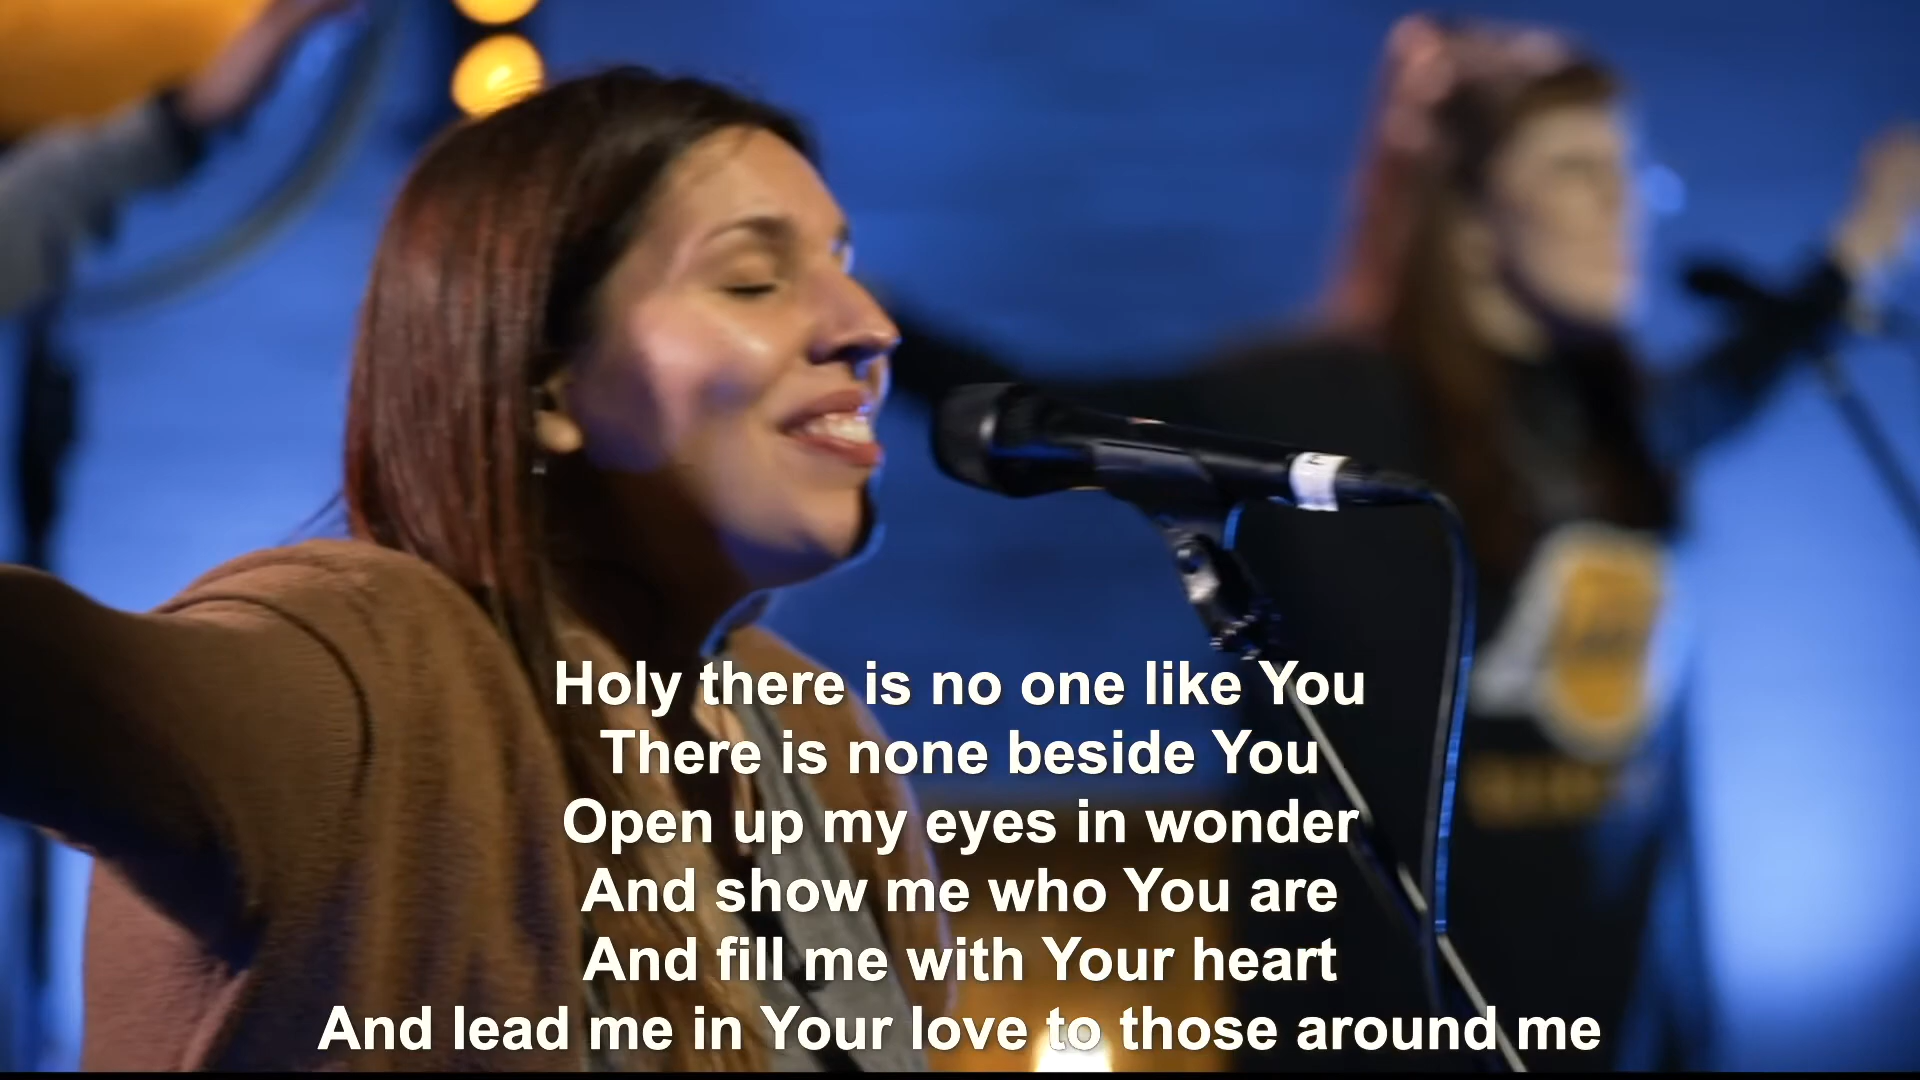 Holy there is no one like You
There is none beside You
Open up my eyes in wonder
And show me who You are
And fill me with Your heart
And lead me in Your love to those around me